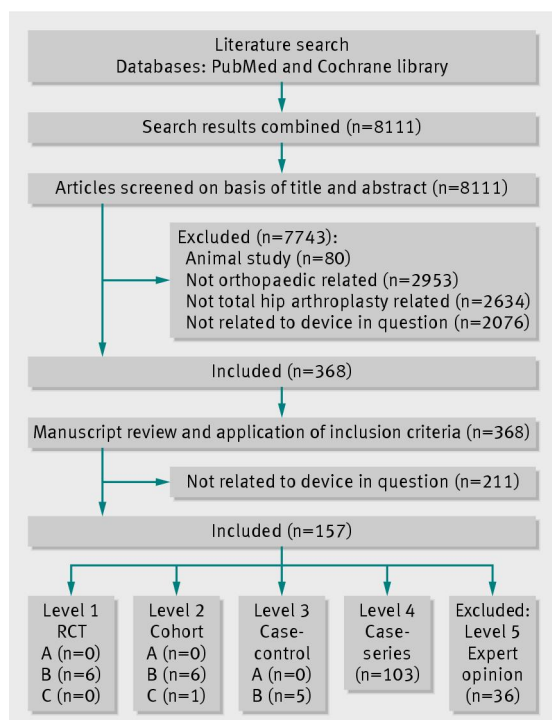 Literature search
Databases: PubMed and Cochrane library
Search results combined (n=8111)
Articles screened on basis of title and abstract (n=8111)
Excluded (n=7743):
Animal study (n=80)
Not orthopaedic related (n=2953)
Not total hip arthroplasty related (n=2634)
Not related to device in question (n=2076)
Included (n=368)
Manuscript review and application of inclusion criteria (n=368)
Not related to device in question (n=211)
Included (n=157)
Level 1
RCT
A (n=0)
B (n=6)
C (n=0)
Level 2
Cohort
A (n=0)
B (n=6)
C (n=1)
Level 3
Case-
control
A (n=0)
B (n=5)
Level 4
Case-
series
(n=103)
Excluded:
Level 5
Expert
opinion
(n=36)